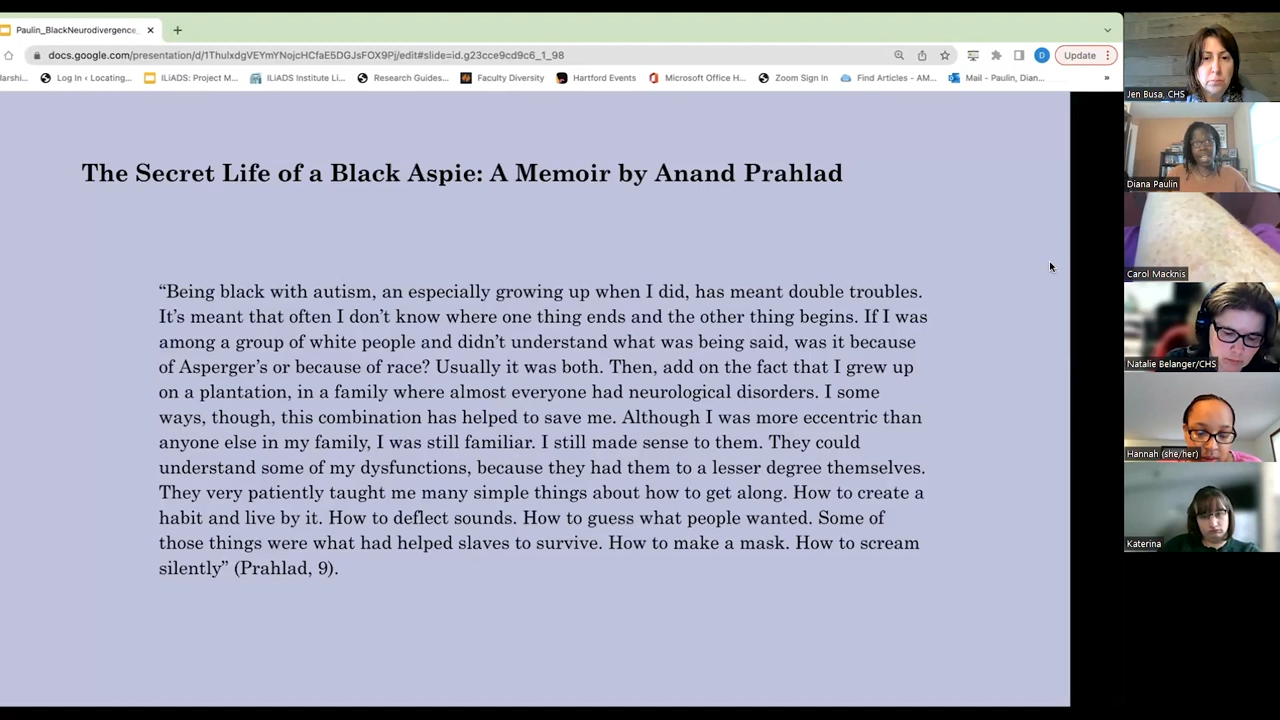 Paulin_BlackNeurodivergence_
docs.google.com/presentation/d/1ThulxdgVEYmYNojcHCfaE5DGJsFOX9Pj/edit#slide=id.g23cce9cd9c6_1_98
Update
larshi...
Log In ‹ Locating...
ILiADS: Project M...
ILIADS Institute Li...
Research Guides...
Faculty Diversity
Hartford Events
Microsoft Office H...
Zoom Sign In
Find Articles - AM...
Mail - Paulin, Dian...
»
The Secret Life of a Black Aspie: A Memoir by Anand Prahlad
“Being black with autism, an especially growing up when I did, has meant double troubles.
It’s meant that often I don’t know where one thing ends and the other thing begins. If I was
among a group of white people and didn’t understand what was being said, was it because
of Asperger’s or because of race? Usually it was both. Then, add on the fact that I grew up
on a plantation, in a family where almost everyone had neurological disorders. I some
ways, though, this combination has helped to save me. Although I was more eccentric than
anyone else in my family, I was still familiar. I still made sense to them. They could
understand some of my dysfunctions, because they had them to a lesser degree themselves.
They very patiently taught me many simple things about how to get along. How to create a
habit and live by it. How to deflect sounds. How to guess what people wanted. Some of
those things were what had helped slaves to survive. How to make a mask. How to scream
silently” (Prahlad, 9).
Jen Busa, CHS
Diana Paulin
Carol Macknis
Natalie Belanger/CHS
Hannah (she/her)
Katerina
D